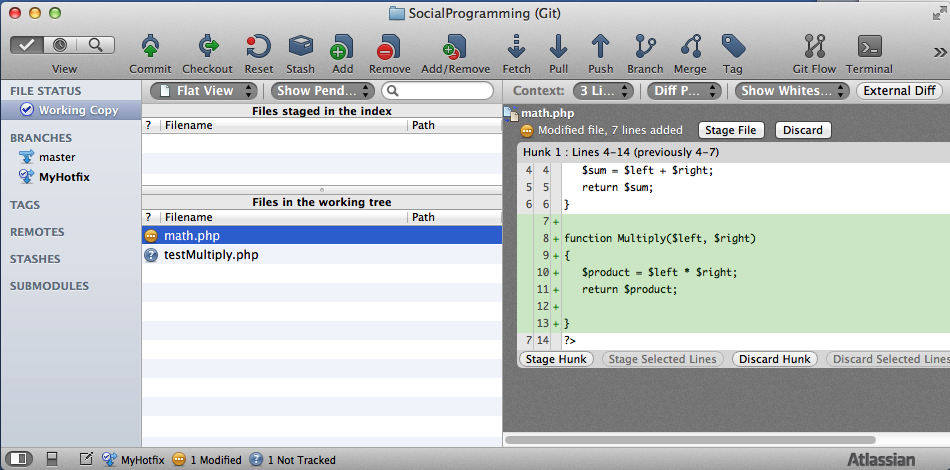 SocialProgramming (Git)
View Commit Checkout Reset Stash Add Remove Add/Remove Fetch Pull Push Branch Merge Tag Git Flow Terminal »
FILE STATUS
Working Copy
BRANCHES
master
MyHotfix
TAGS
REMOTES
STASHES
SUBMODULES
Flat View Show Pend...
Files staged in the index
? Filename Path
Files in the working tree
? Filename Path
math.php
? testMultiply.php
Context: 3 Li... Diff P... Show Whites... External Diff
math.php
Modified file, 7 lines added Stage File Discard
Hunk 1 : Lines 4-14 (previously 4-7)
4 4 $sum = $left + $right;
5 5 return $sum;
6 6 }
7 +
8 + function Multiply($left, $right)
9 + {
10 + $product = $left * $right;
11 + return $product;
12 +
13 + }
7 14 ?>
Stage Hunk Stage Selected Lines Discard Hunk Discard Selected Lines
MyHotfix 1 Modified ? 1 Not Tracked
Atlassian